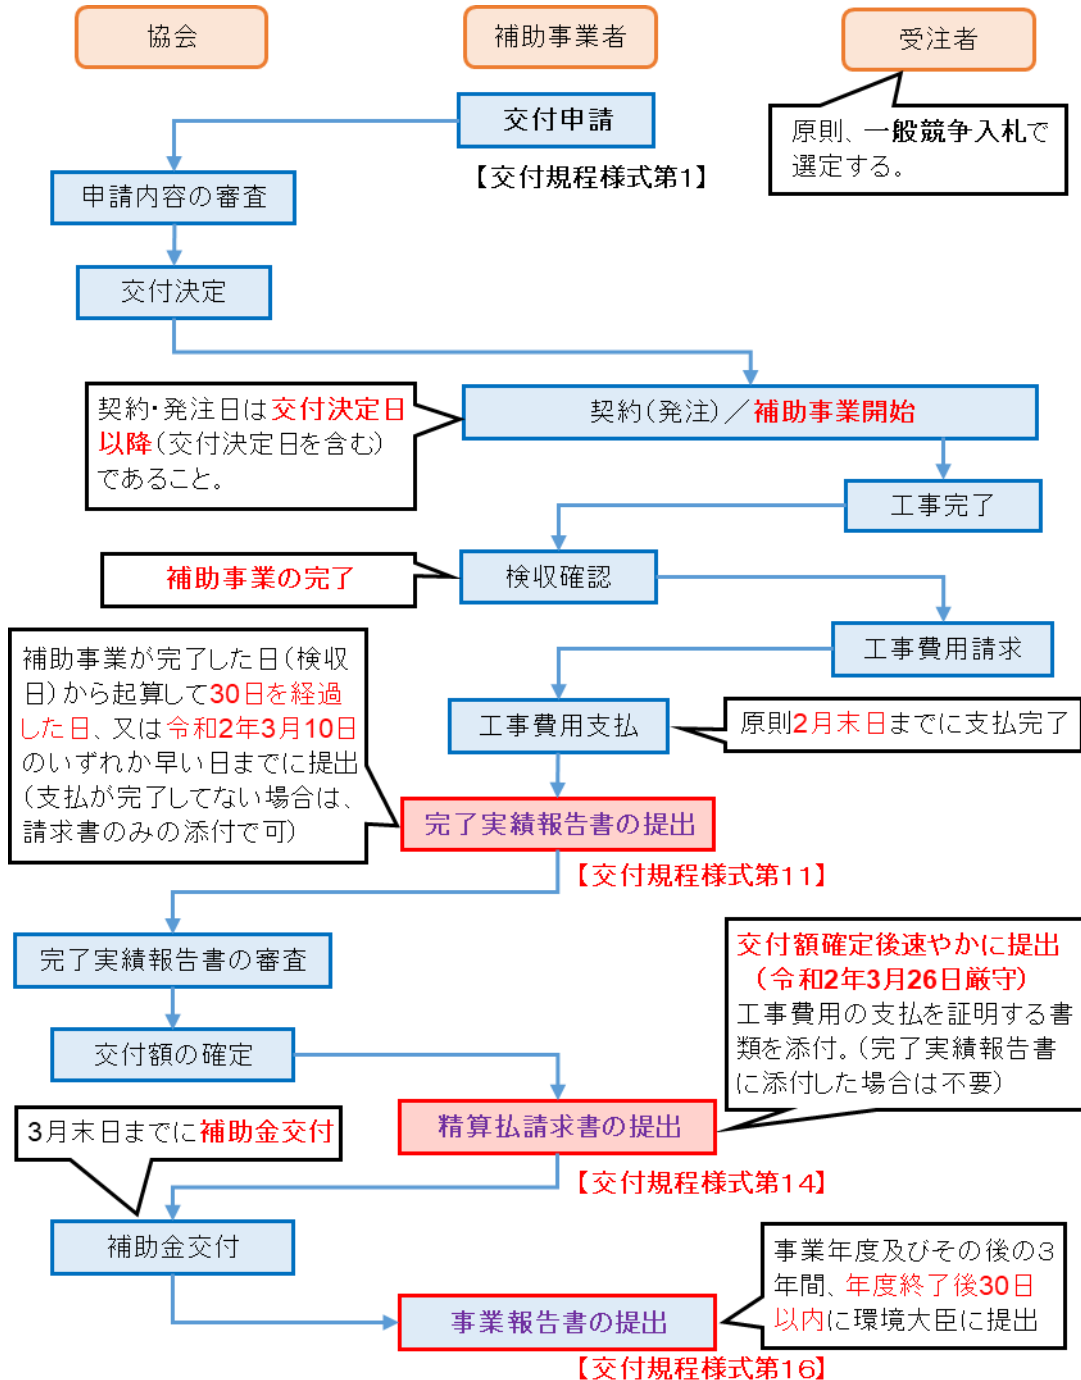 協会
補助事業者
受注者
交付申請
【交付規程様式第1】
原則、一般競争入札で
選定する。
申請内容の審査
交付決定
契約・発注日は交付決定日
以降(交付決定日を含む)
であること。
契約(発注)／補助事業開始
工事完了
補助事業の完了
検収確認
工事費用請求
補助事業が完了した日(検収
日)から起算して30日を経過
した日、又は令和2年3月10日
のいずれか早い日までに提出
(支払が完了してない場合は、
請求書のみの添付で可)
工事費用支払
原則2月末日までに支払完了
完了実績報告書の提出
【交付規程様式第11】
完了実績報告書の審査
交付額確定後速やかに提出
(令和2年3月26日厳守)
工事費用の支払を証明する書
類を添付。(完了実績報告書
に添付した場合は不要)
交付額の確定
精算払請求書の提出
【交付規程様式第14】
3月末日までに補助金交付
補助金交付
事業年度及びその後の3
年間、年度終了後30日
以内に環境大臣に提出
事業報告書の提出
【交付規程様式第16】